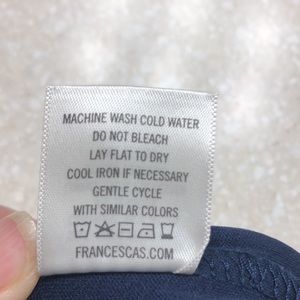 MACHINE WASH COLD WATER
DO NOT BLEACH
LAY FLAT TO DRY
COOL IRON IF NECESSARY
GENTLE CYCLE
WITH SIMILAR COLORS
FRANCESCAS.COM